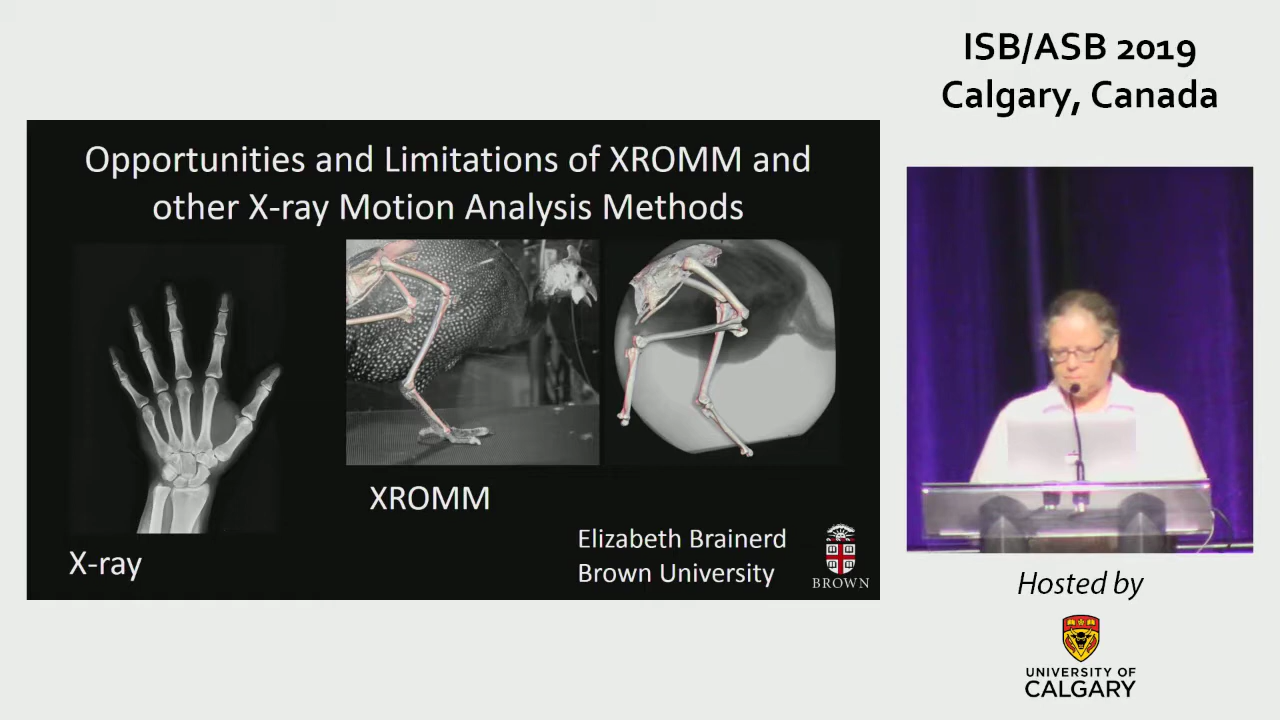 ISB/ASB 2019
Calgary, Canada
Opportunities and Limitations of XROMM and
other X-ray Motion Analysis Methods
XROMM
X-ray
Elizabeth Brainerd
Brown University
BROWN
Hosted by
UNIVERSITY OF
CALGARY